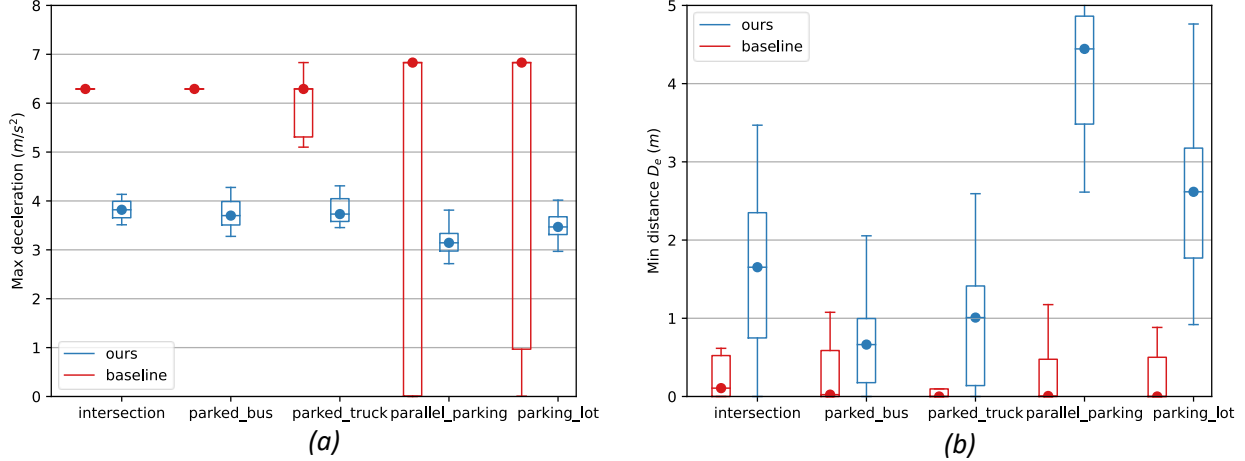 8
7
6
5
4
3
2
1
0
Max deceleration (m/s²)
ours
baseline
intersection parked_bus parked_truck parallel_parking parking_lot
(a)
5
4
3
2
1
0
Min distance Dₑ (m)
ours
baseline
intersection parked_bus parked_truck parallel_parking parking_lot
(b)